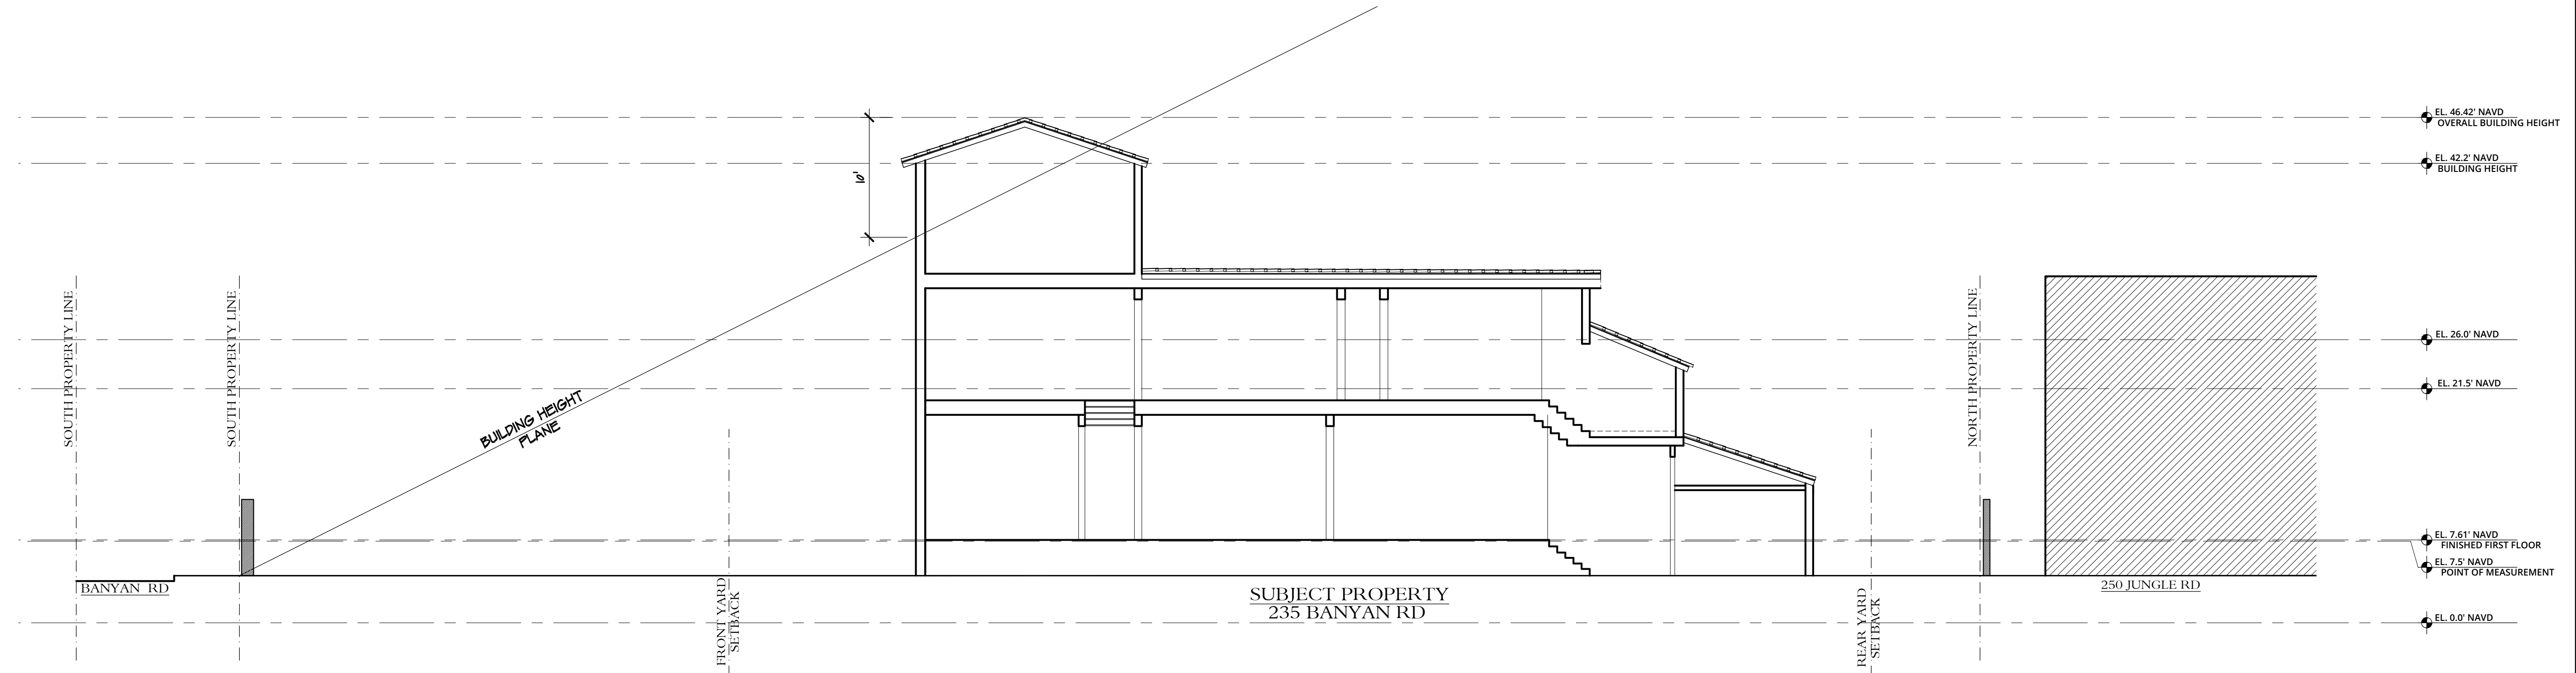 EL. 46.42' NAVD
OVERALL BUILDING HEIGHT
EL. 42.2' NAVD
BUILDING HEIGHT
10'
SOUTH PROPERTY LINE
SOUTH PROPERTY LINE
NORTH PROPERTY LINE
EL. 26.0' NAVD
EL. 21.5' NAVD
BUILDING HEIGHT
PLANE
EL. 7.61' NAVD
FINISHED FIRST FLOOR
EL. 7.5' NAVD
POINT OF MEASUREMENT
BANYAN RD
FRONT YARD
SETBACK
SUBJECT PROPERTY
235 BANYAN RD
REAR YARD
SETBACK
250 JUNGLE RD
EL. 0.0' NAVD